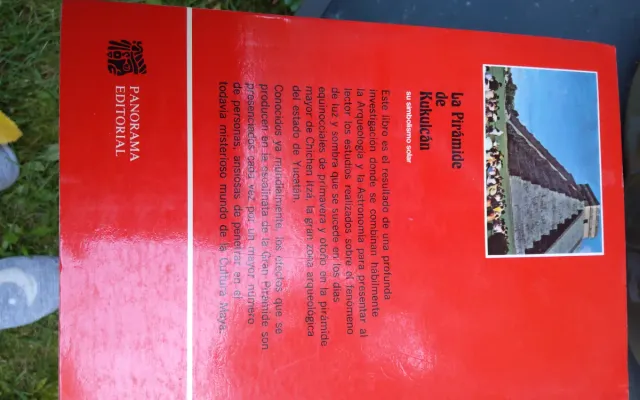 La Pirámide
de
Kukulcán
su simbolismo solar
Este libro es el resultado de una profunda
investigación donde se combinan hábilmente
la Arqueología y la Astronomía para presentar al
lector los estudios realizados sobre el fenómeno
de luz y sombra que se sucede en los días
equinocciales de primavera y otoño en la pirámide
mayor de Chichen Itzá, la gran zona arqueológica
del estado de Yucatán.
Conocidos ya mundialmente, los efectos que se
producen en la escalinata de la Gran Pirámide son
presenciados cada vez por un mayor número
de personas, ansiosas de penetrar en el
todavía misterioso mundo de la Cultura Maya.
PANORAMA
EDITORIAL